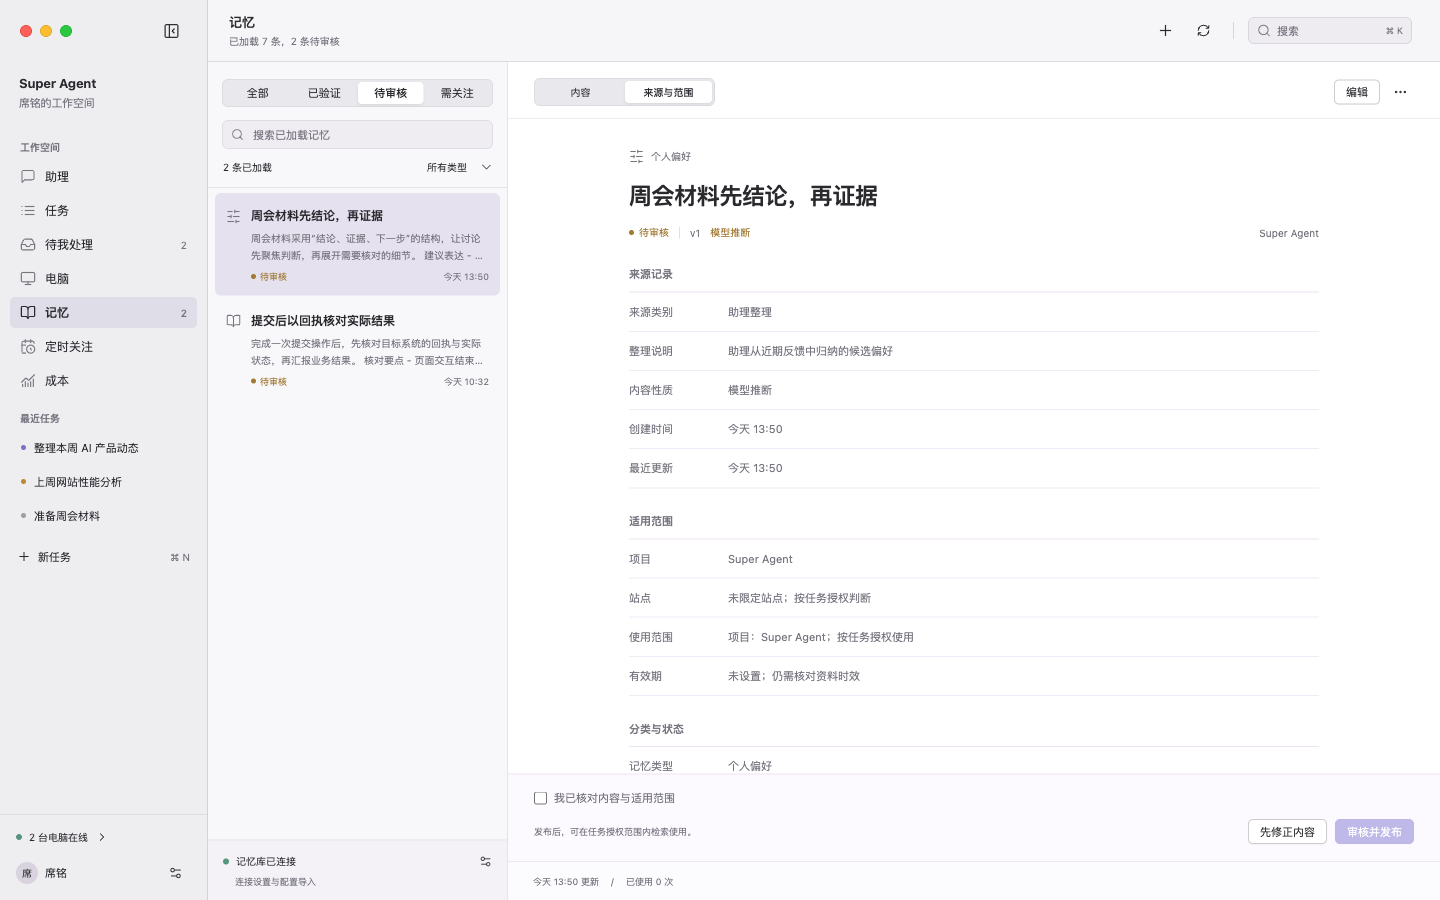 Super Agent
席铭的工作空间
工作空间
助理
任务
待我处理 2
电脑
记忆 2
定时关注
成本
最近任务
整理本周 AI 产品动态
上周网站性能分析
准备周会材料
新任务 ⌘ N
2 台电脑在线
席 席铭
记忆
已加载 7 条，2 条待审核
搜索 ⌘ K
全部 已验证 待审核 需关注
搜索已加载记忆
2 条已加载 所有类型
周会材料先结论，再证据
周会材料采用“结论、证据、下一步”的结构，让讨论
先聚焦判断，再展开需要核对的细节。 建议表达 - ...
待审核 今天 13:50
提交后以回执核对实际结果
完成一次提交操作后，先核对目标系统的回执与实际
状态，再汇报业务结果。 核对要点 - 页面交互结束...
待审核 今天 10:32
记忆库已连接
连接设置与配置导入
内容 来源与范围
编辑
个人偏好
周会材料先结论，再证据
待审核 v1 模型推断 Super Agent
来源记录
来源类别 助理整理
整理说明 助理从近期反馈中归纳的候选偏好
内容性质 模型推断
创建时间 今天 13:50
最近更新 今天 13:50
适用范围
项目 Super Agent
站点 未限定站点；按任务授权判断
使用范围 项目：Super Agent；按任务授权使用
有效期 未设置；仍需核对资料时效
分类与状态
记忆类型 个人偏好
我已核对内容与适用范围
发布后，可在任务授权范围内检索使用。
先修正内容 审核并发布
今天 13:50 更新 / 已使用 0 次